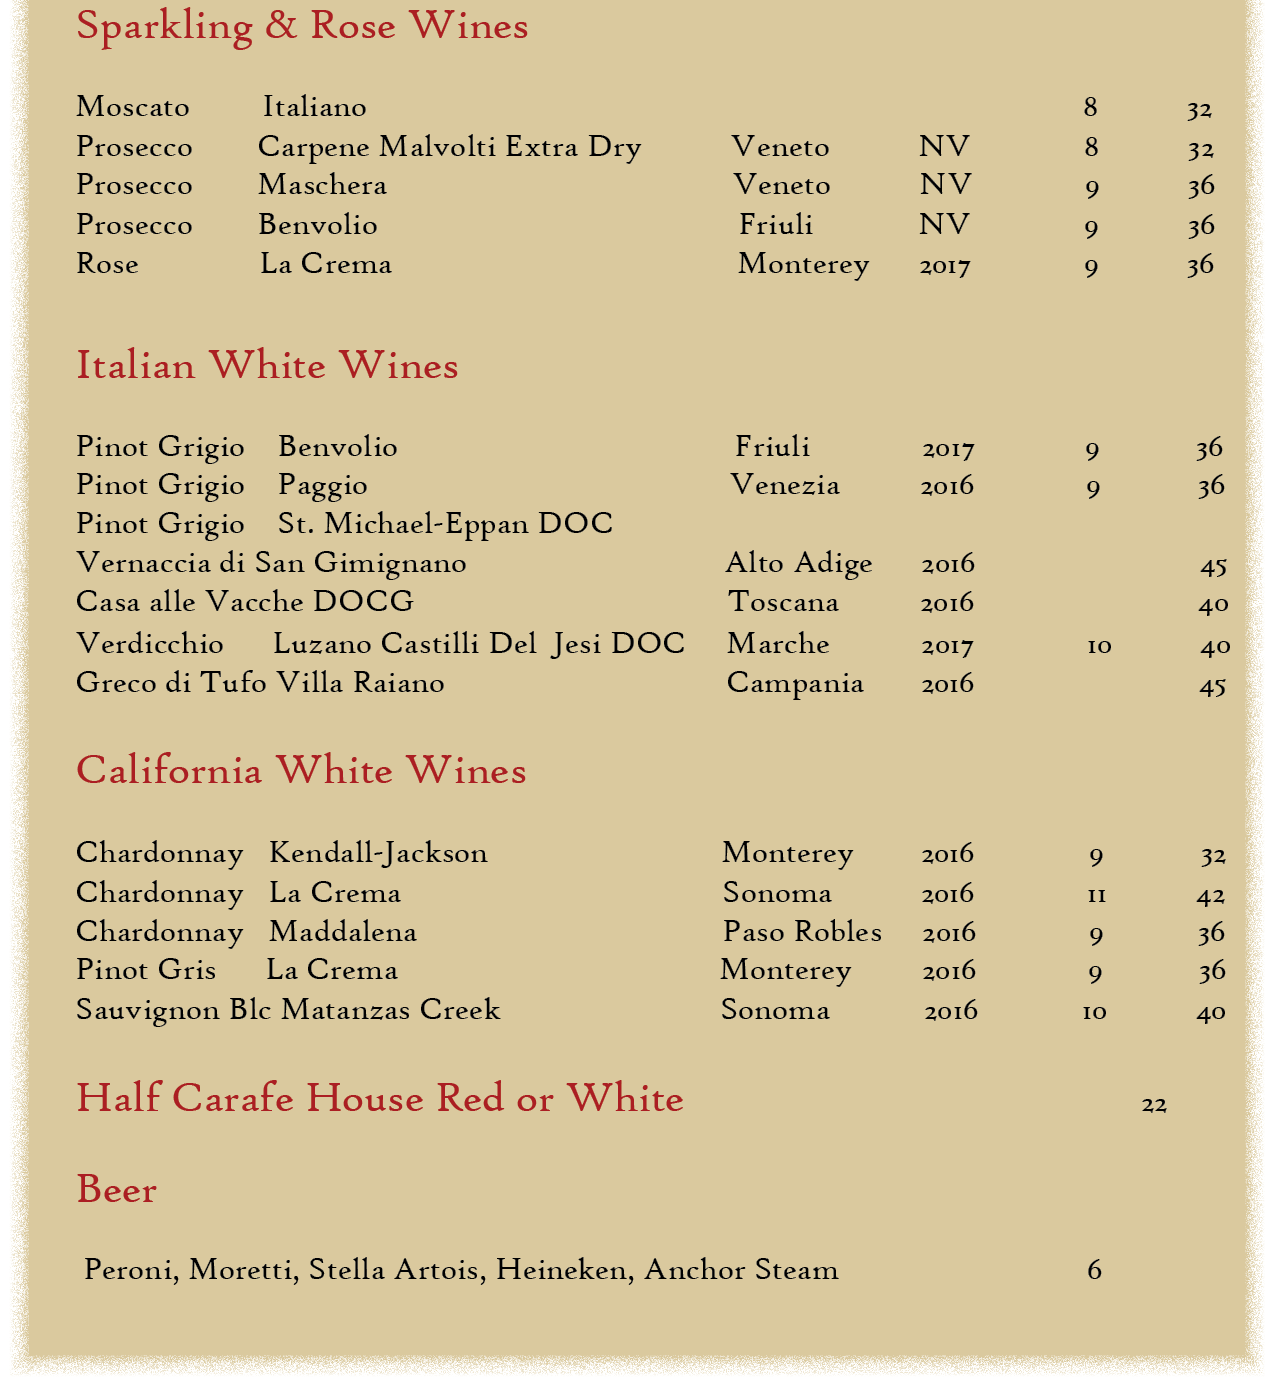 Sparkling & Rose Wines
Moscato Italiano 8 32
Prosecco Carpene Malvolti Extra Dry Veneto NV 8 32
Prosecco Maschera Veneto NV 9 36
Prosecco Benvolio Friuli NV 9 36
Rose La Crema Monterey 2017 9 36
Italian White Wines
Pinot Grigio Benvolio Friuli 2017 9 36
Pinot Grigio Paggio Venezia 2016 9 36
Pinot Grigio St. Michael-Eppan DOC
Vernaccia di San Gimignano Alto Adige 2016 45
Casa alle Vacche DOCG Toscana 2016 40
Verdicchio Luzano Castilli Del Jesi DOC Marche 2017 10 40
Greco di Tufo Villa Raiano Campania 2016 45
California White Wines
Chardonnay Kendall-Jackson Monterey 2016 9 32
Chardonnay La Crema Sonoma 2016 11 42
Chardonnay Maddalena Paso Robles 2016 9 36
Pinot Gris La Crema Monterey 2016 9 36
Sauvignon Blc Matanzas Creek Sonoma 2016 10 40
Half Carafe House Red or White 22
Beer
Peroni, Moretti, Stella Artois, Heineken, Anchor Steam 6